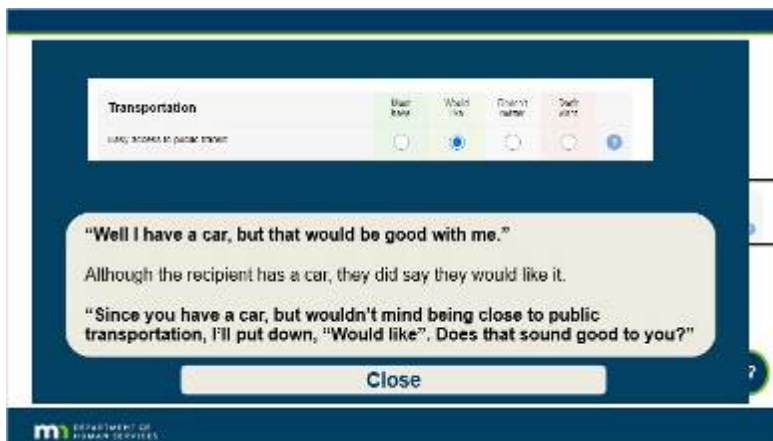 Transportation
Must have
Would like
Doesn't matter
Don't want
Easy access to public transit
?
"Well I have a car, but that would be good with me."
Although the recipient has a car, they did say they would like it.
"Since you have a car, but wouldn't mind being close to public
transportation, I'll put down, "Would like". Does that sound good to you?"
Close
?
mn DEPARTMENT OF
HUMAN SERVICES